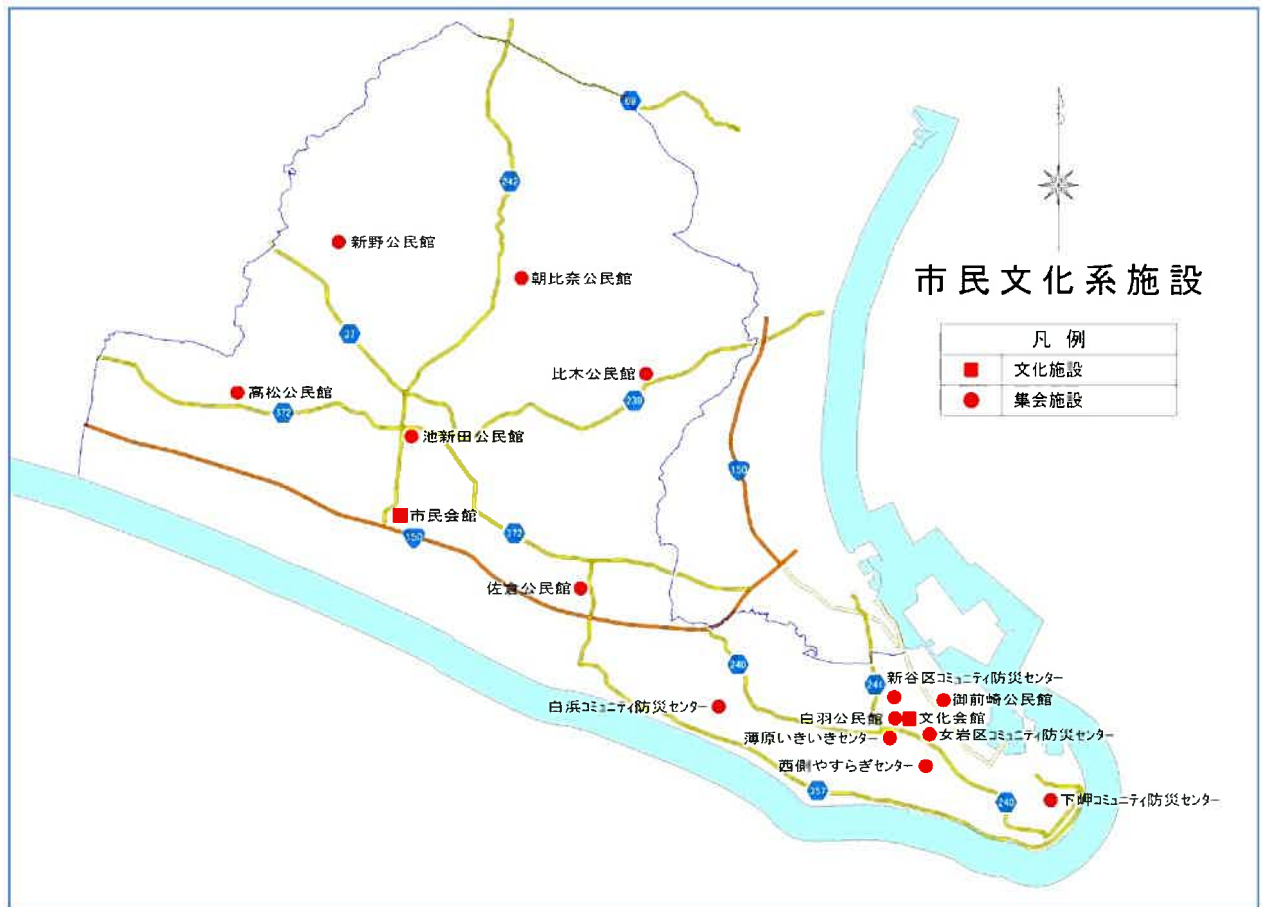 69
242
新野公民館
朝比奈公民館
市民文化系施設
凡例
文化施設
集会施設
37
比木公民館
高松公民館
372
239
池新田公民館
150
市民会館
150
372
佐倉公民館
240
241
新谷区コミュニティ防災センター
御前崎公民館
白浜コミュニティ防災センター
白羽公民館
文化会館
薄原いきいきセンター
女岩区コミュニティ防災センター
西側やすらぎセンター
357
240
下岬コミュニティ防災センター